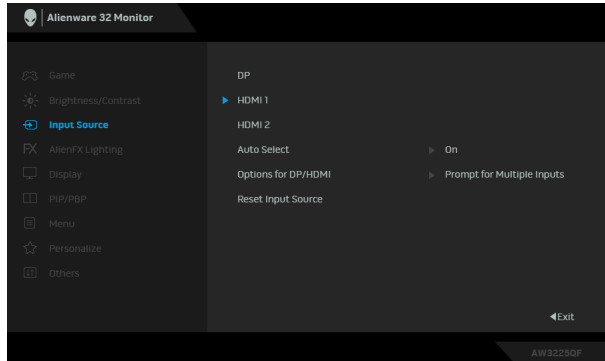 Alienware 32 Monitor
Game
DP
Brightness/Contrast
HDMI 1
Input Source
HDMI 2
FX AlienFX Lighting
Auto Select On
Display
Options for DP/HDMI Prompt for Multiple Inputs
PIP/PBP
Reset Input Source
Menu
Personalize
Others
Exit
AW3225QF